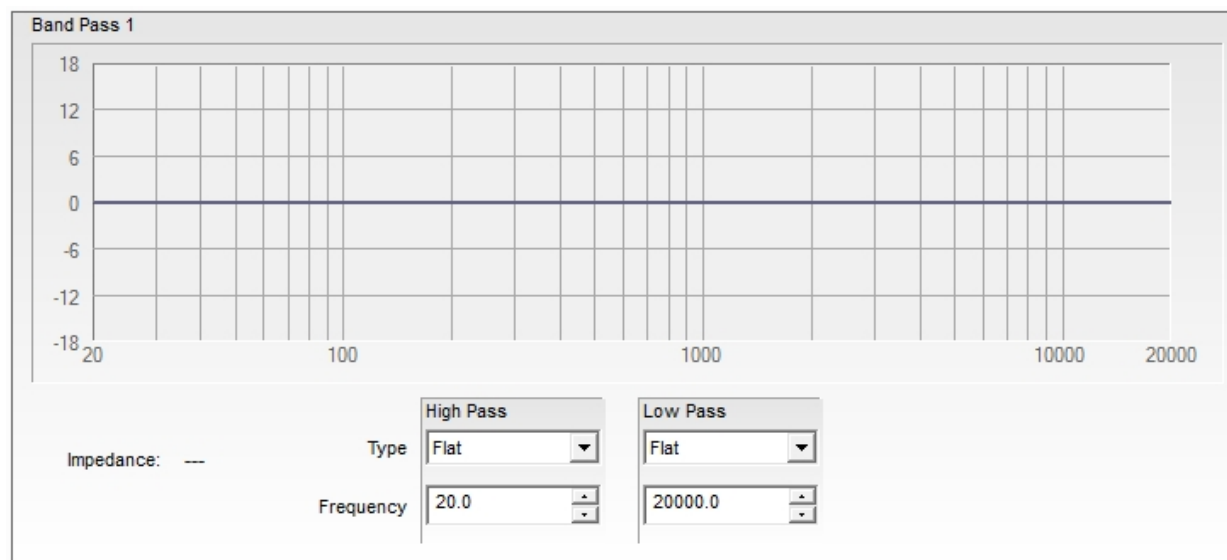 Band Pass 1
18
12
6
0
-6
-12
-18
20 100 1000 10000 20000
High Pass Low Pass
Type Flat Flat
Impedance: ---
Frequency 20.0 20000.0